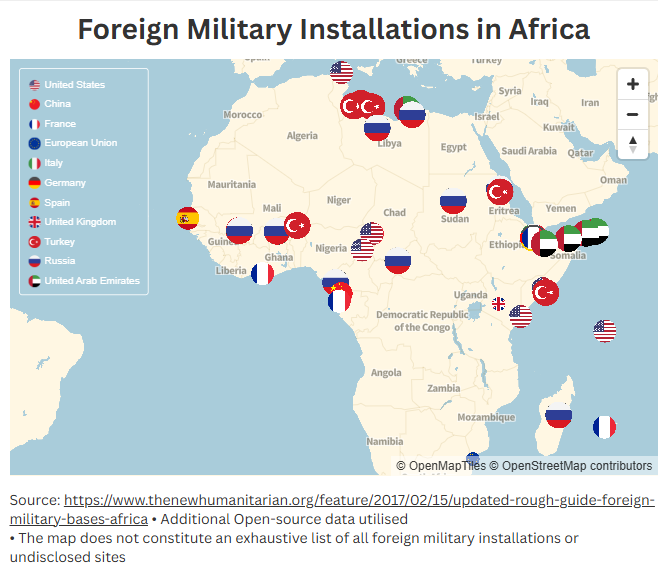 Foreign Military Installations in Africa
United States
China
France
European Union
Italy
Germany
Spain
United Kingdom
Turkey
Russia
United Arab Emirates
Greece
Turkey
Syria
Iraq
Iran
Israel
Kuwait
Morocco
Algeria
Libya
Egypt
Saudi Arabia
Qatar
Oman
Mauritania
Mali
Niger
Chad
Sudan
Eritrea
Yemen
Guine
Ghana
Nigeria
Ethiop
Somalia
Liberia
Uganda
Democratic Republic
of the Congo
Angola
Zambia
Mozambique
Namibia
© OpenMapTiles © OpenStreetMap contributors
Source: https://www.thenewhumanitarian.org/feature/2017/02/15/updated-rough-guide-foreign-
military-bases-africa • Additional Open-source data utilised
• The map does not constitute an exhaustive list of all foreign military installations or
undisclosed sites